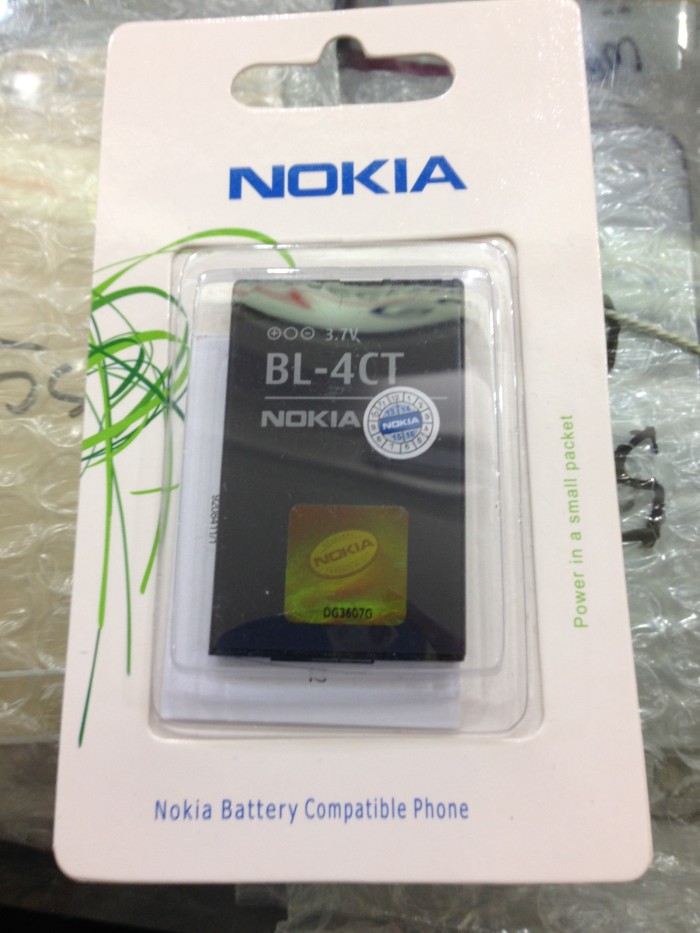 NOKIA
3.7V
BL-4CT
NOKIA
NOKIA
NOKIA
DG3607G
Power in a small packet
Nokia Battery Compatible Phone